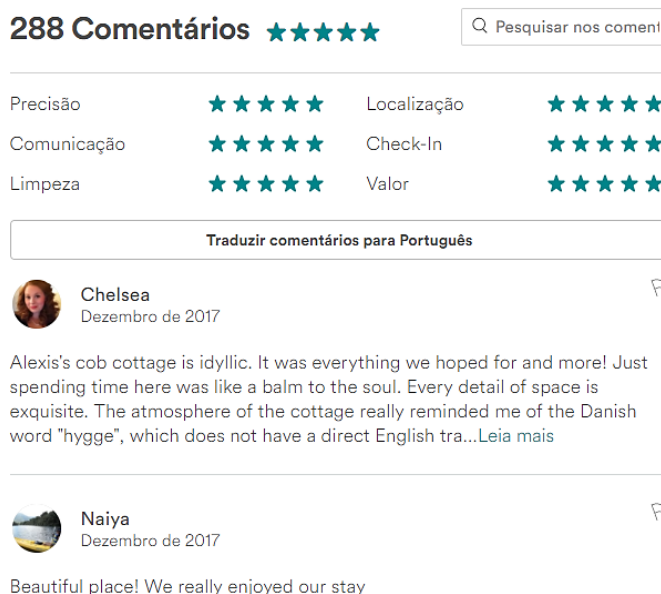 288 Comentários
Pesquisar nos
Precisão
Localização
Comunicação
Check-In
Limpeza
Valor
Traduzir comentários para Português
Chelsea
Dezembro de 2017
Alexis's cob cottage is idyllic. It was everything we hoped for and more! Just
spending time here was like a balm to the soul. Every detail of space is
exquisite. The atmosphere of the cottage really reminded me of the Danish
word "hygge", which does not have a direct English tra...Leia mais
Naiya
Dezembro de 2017
Beautiful place! We really enjoyed our stay